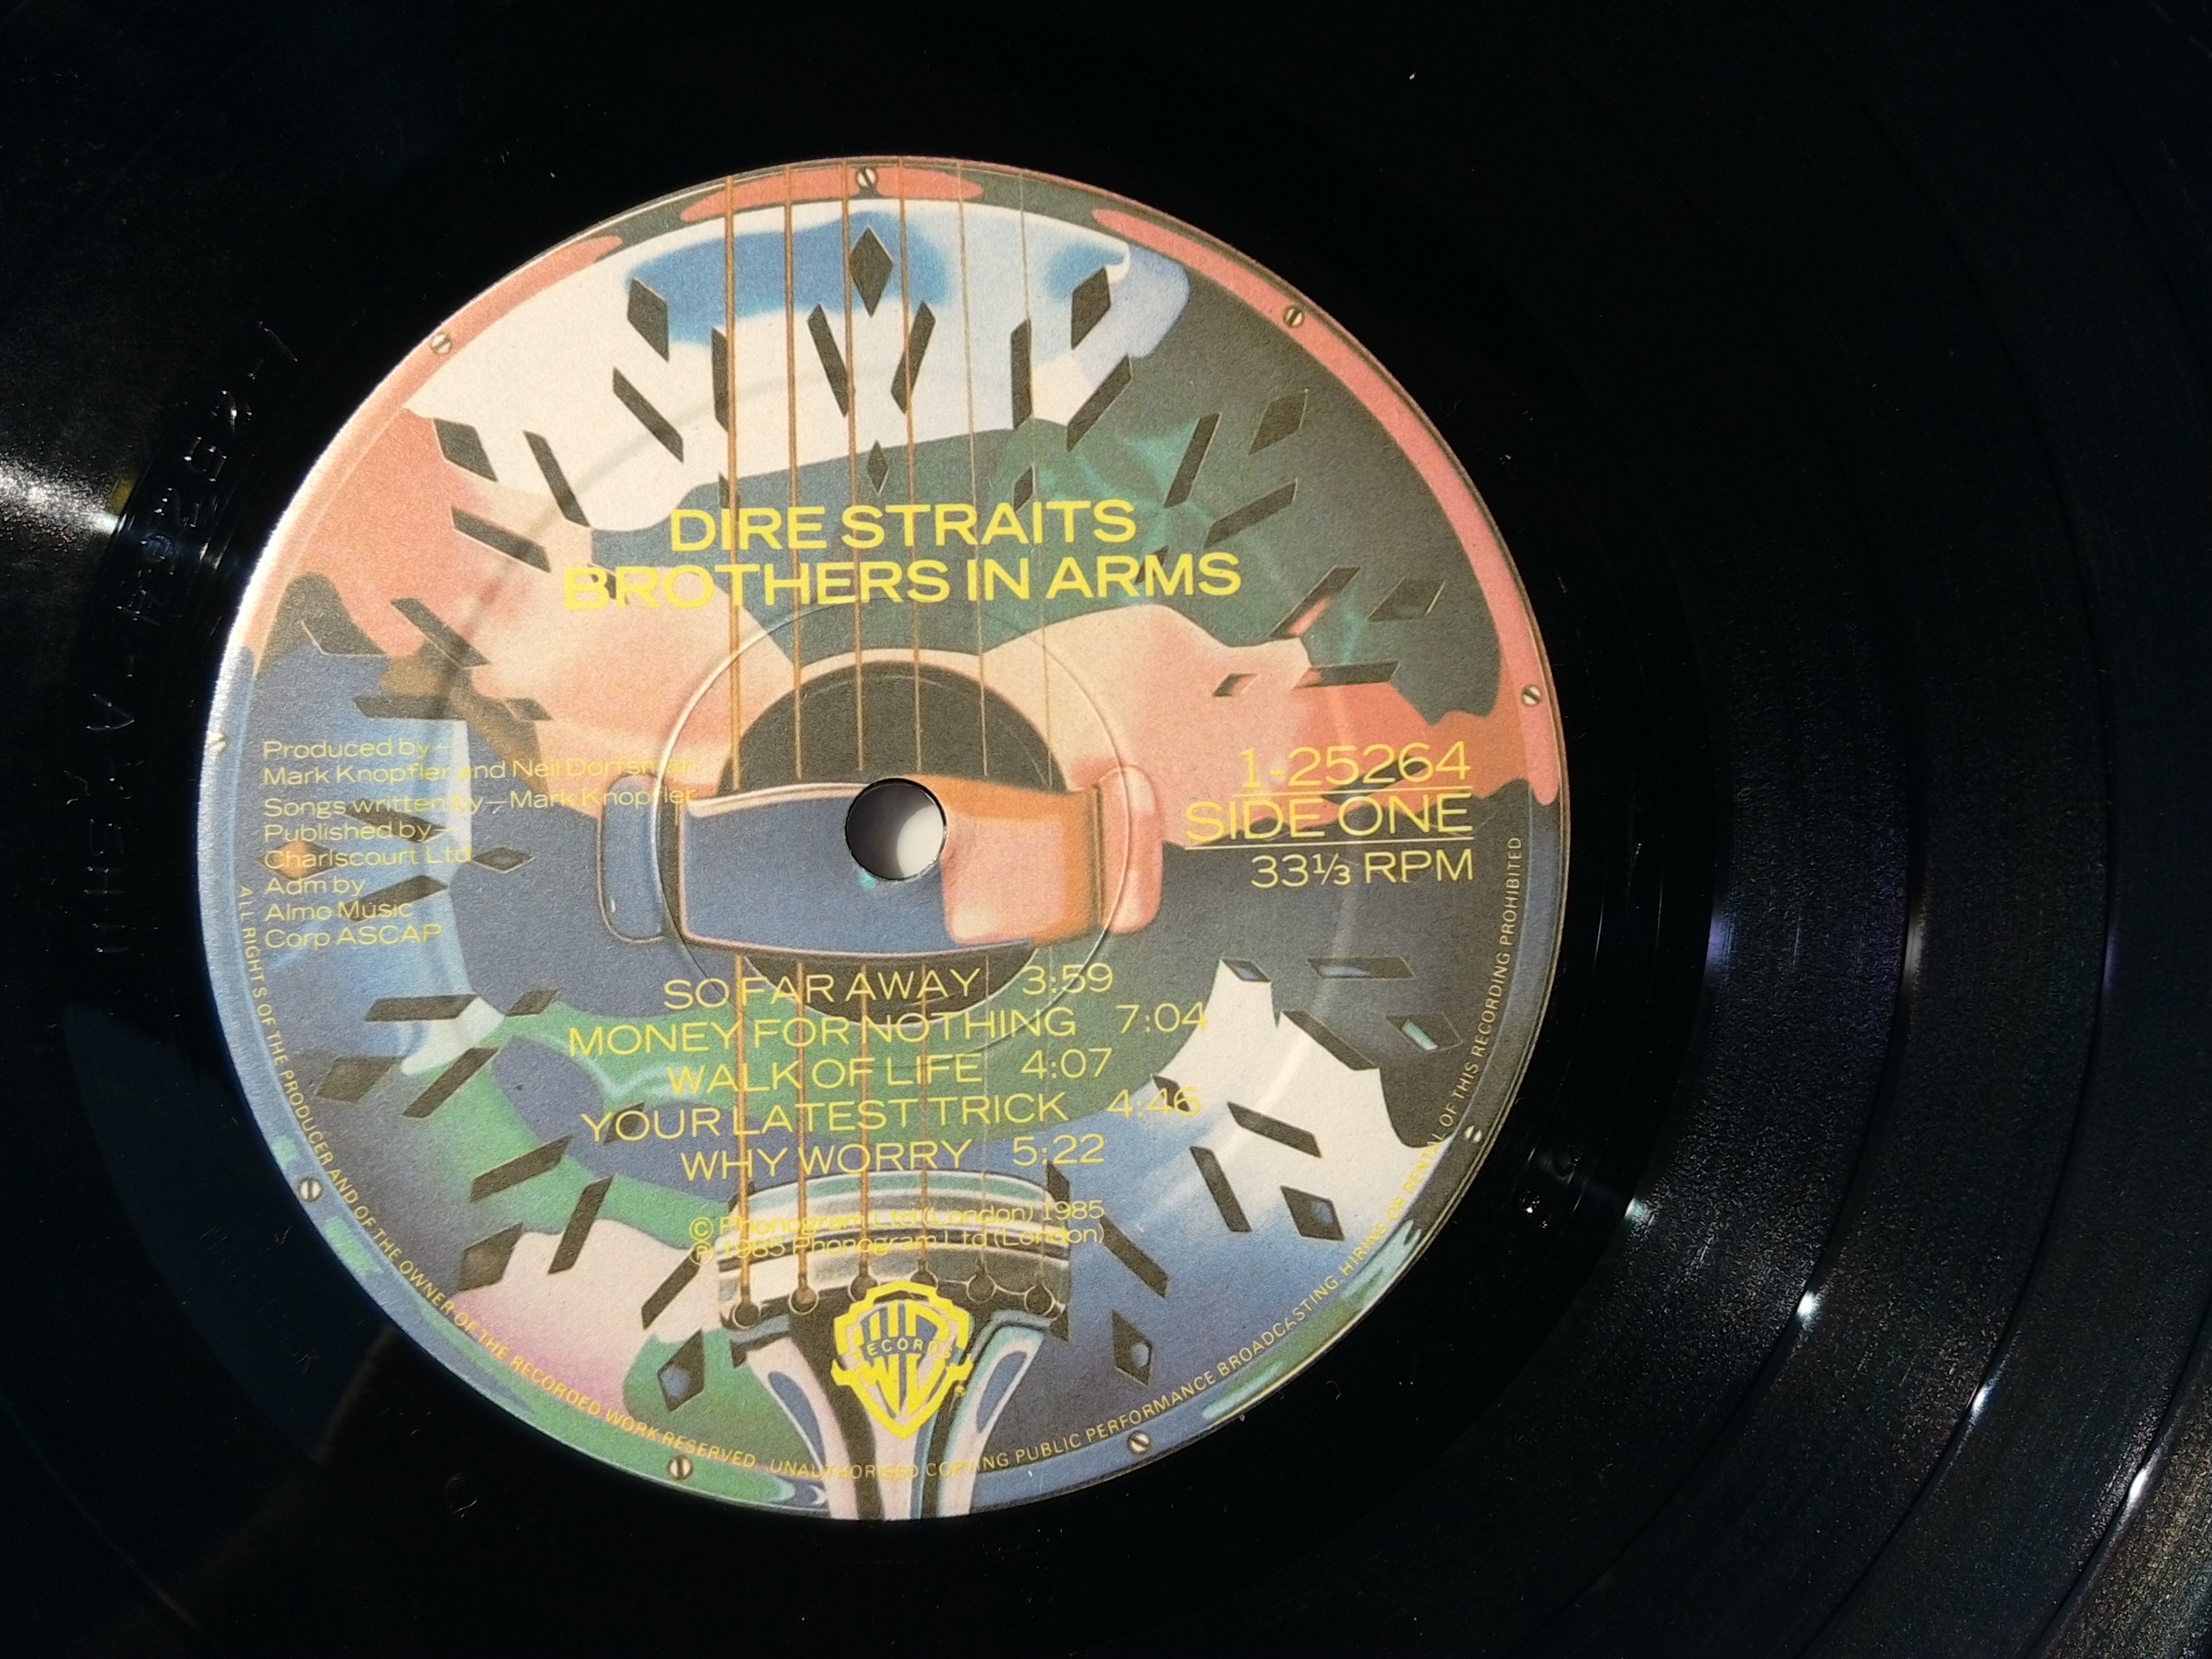 DIRE STRAITS
BROTHERS IN ARMS
Produced by—
Mark Knopfler and Neil Dorfsman
Songs written by—Mark Knopfler
Published by—
Charlscourt Ltd
Adm by
Almo Music
Corp ASCAP
1-25264
SIDE ONE
33⅓ RPM
SO FAR AWAY 3:59
MONEY FOR NOTHING 7:04
WALK OF LIFE 4:07
YOUR LATEST TRICK 4:46
WHY WORRY 5:22
© Phonogram Ltd (London) 1985
℗ 1985 Phonogram Ltd (London)
RECORDS
®
ALL RIGHTS OF THE PRODUCER AND OF THE OWNER OF THE RECORDED WORK RESERVED UNAUTHORISED COPYING PUBLIC PERFORMANCE BROADCASTING HIRING OR RENTAL OF THIS RECORDING PROHIBITED